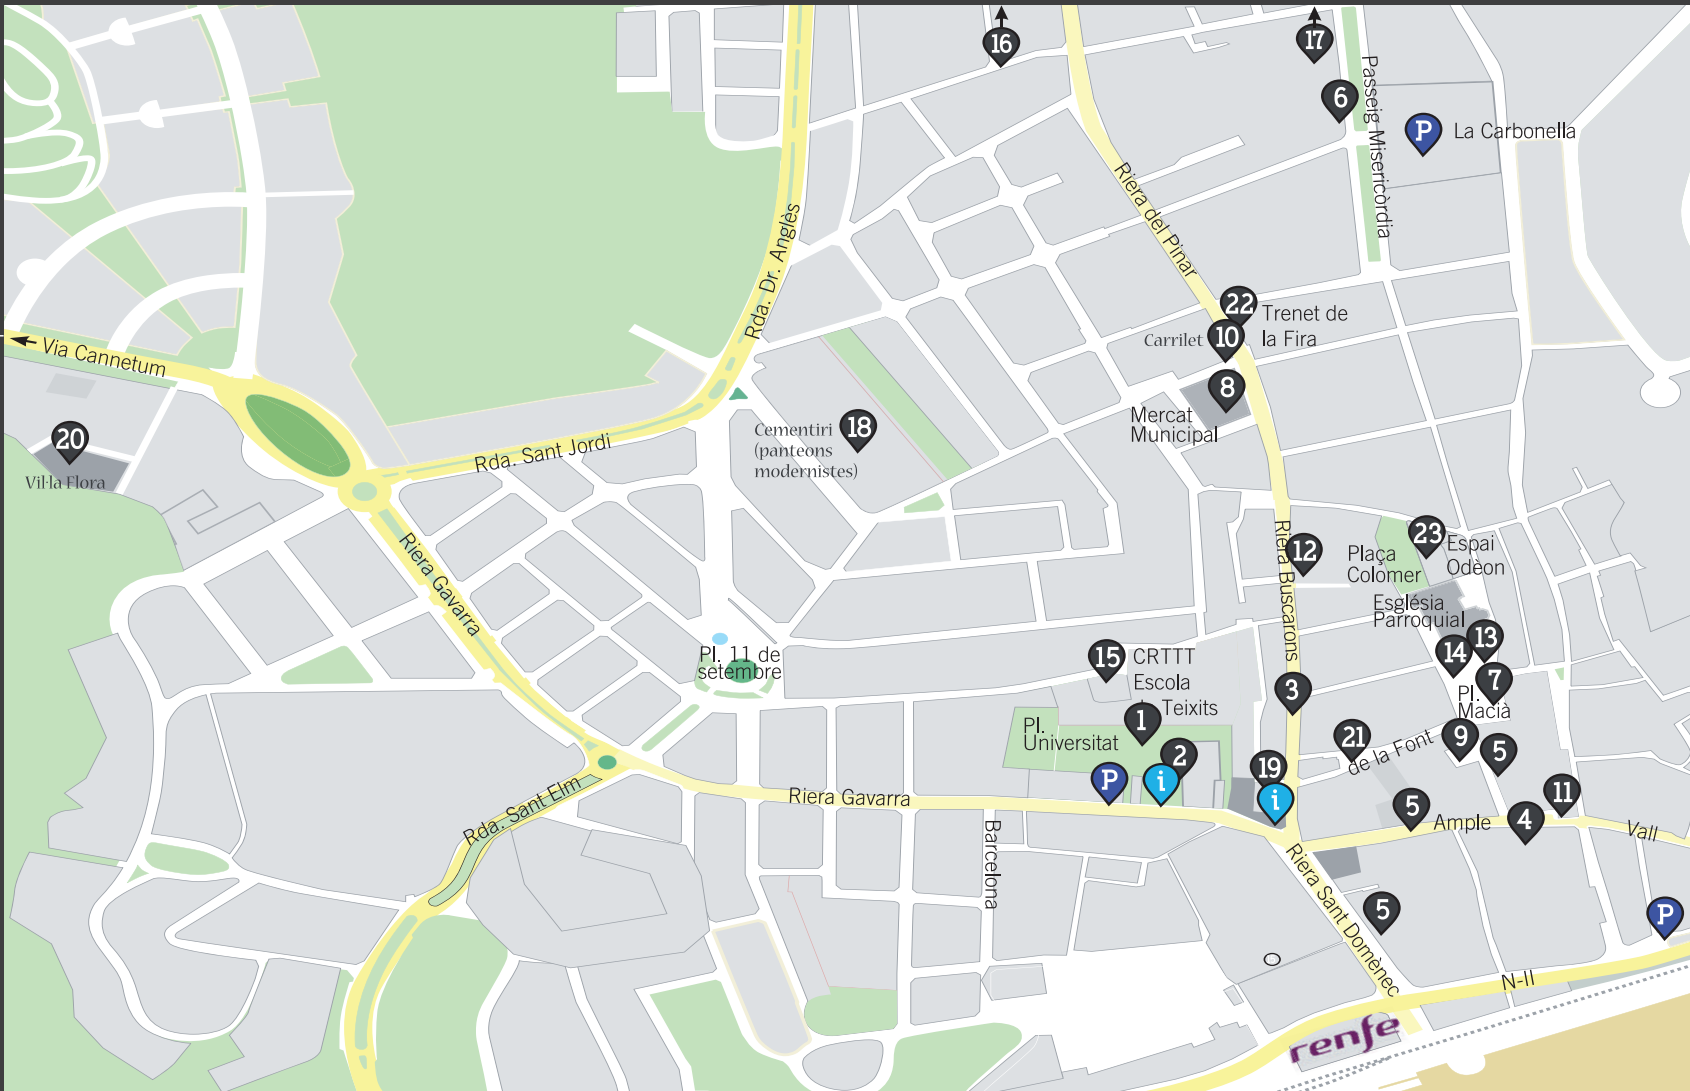 16
17
6
Passeig Misericòrdia
P
La Carbonella
Riera del Pinar
Rda. Dr. Anglès
22
Trenet de
la Fira
Carrilet
10
8
Mercat
Municipal
Via Cannetum
20
Vil·la Flora
Rda. Sant Jordi
Cementiri
(panteons
modernistes)
18
Riera Gavarra
Riera Buscarons
12
Plaça
Colomer
23
Espai
Odèon
Església
Parroquial
13
14
7
Pl.
Macià
Pl. 11 de
setembre
15
CRTTT
Escola
Teixits
1
2
Pl.
Universitat
3
21
de la Font
9
5
19
P
i
i
Riera Gavarra
Rda. Sant Elm
5
Ample
4
11
Vall
Barcelona
Riera Sant Domènec
5
P
N-II
renfe